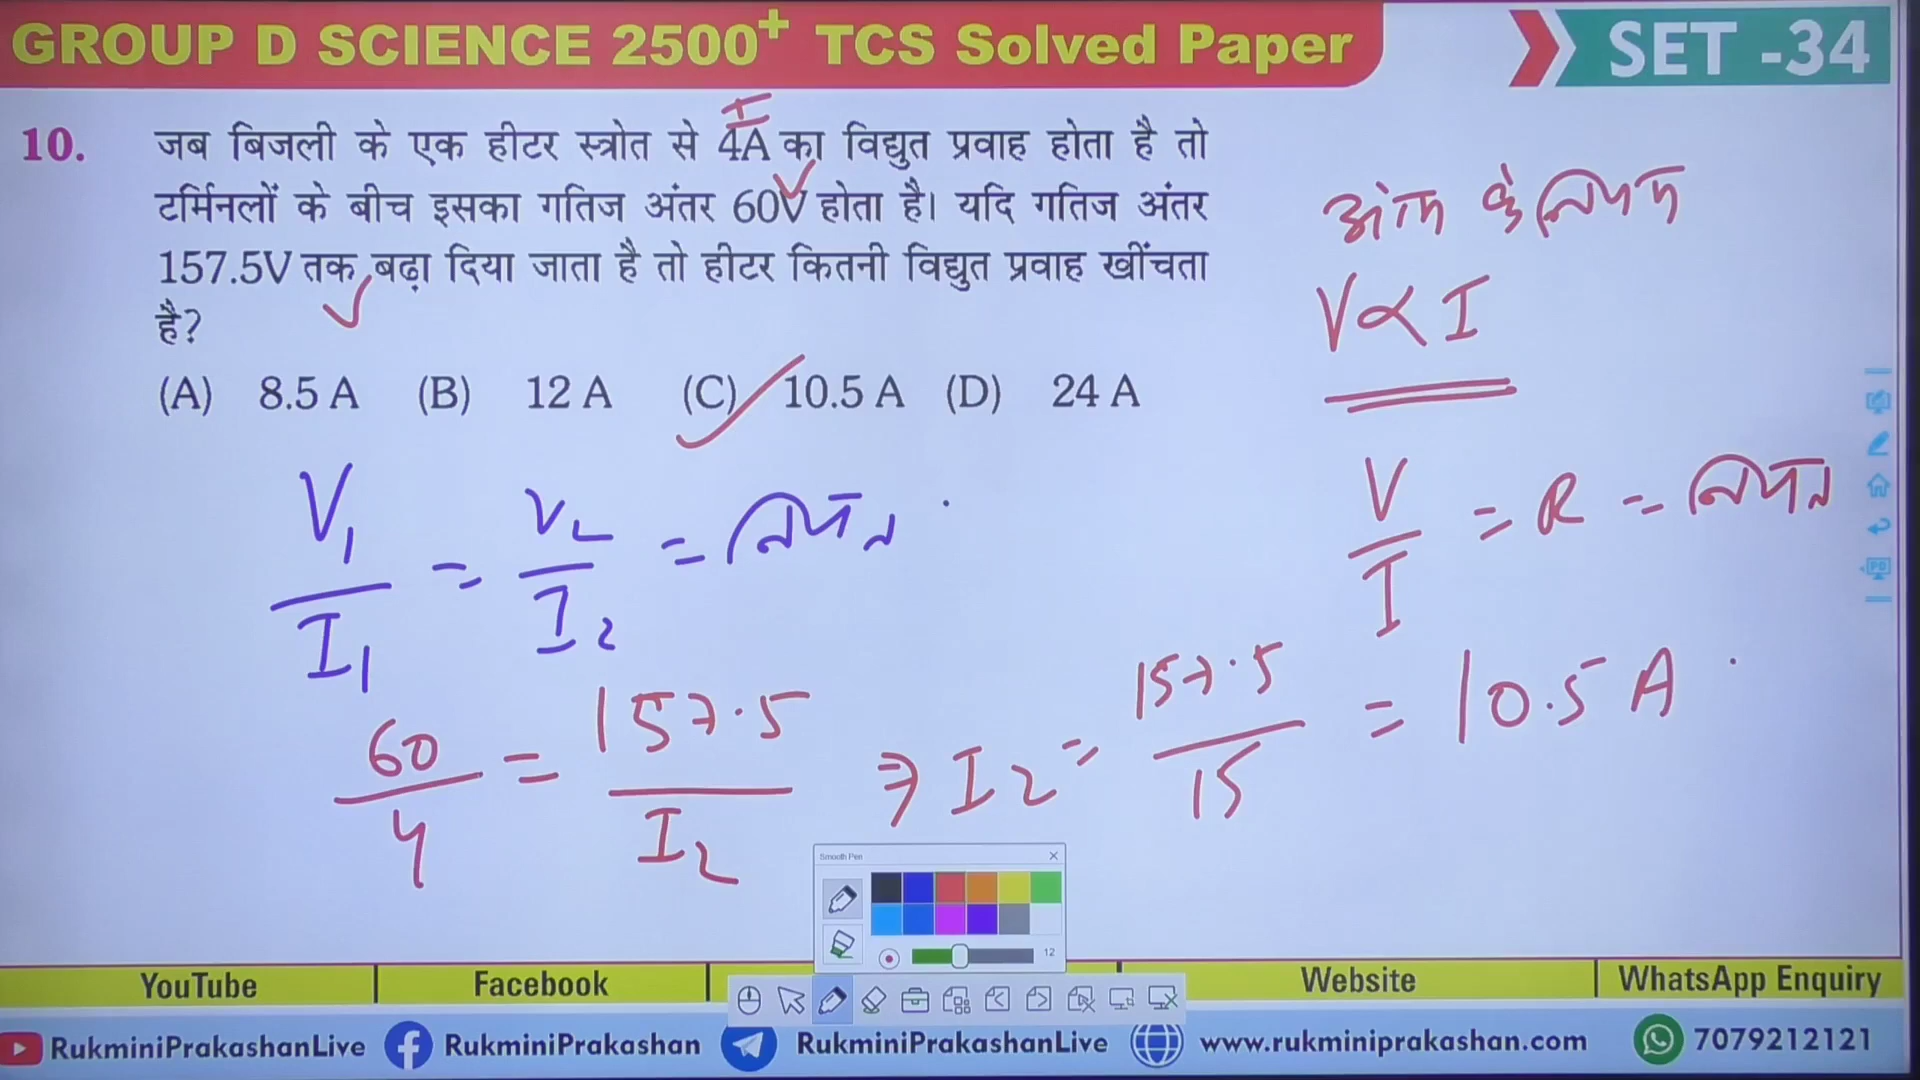 GROUP D SCIENCE 2500+ TCS Solved Paper
SET -34
10. जब बिजली के एक हीटर स्त्रोत से 4A का विद्युत प्रवाह होता है तो
टर्मिनलों के बीच इसका गतिज अंतर 60V होता है। यदि गतिज अंतर
157.5V तक बढ़ा दिया जाता है तो हीटर कितनी विद्युत प्रवाह खींचता
है?
(A) 8.5 A (B) 12 A (C) 10.5 A (D) 24 A
I
के नियम
V ∝ I
V/I = R = नियत
V1/I1 = V2/I2 = नियत
60/4 = 157.5/I2 ⇒ I2 = 157.5/15 = 10.5 A
Smooth Pen
12
YouTube Facebook Website WhatsApp Enquiry
RukminiPrakashanLive RukminiPrakashan RukminiPrakashanLive www.rukminiprakashan.com 7079212121